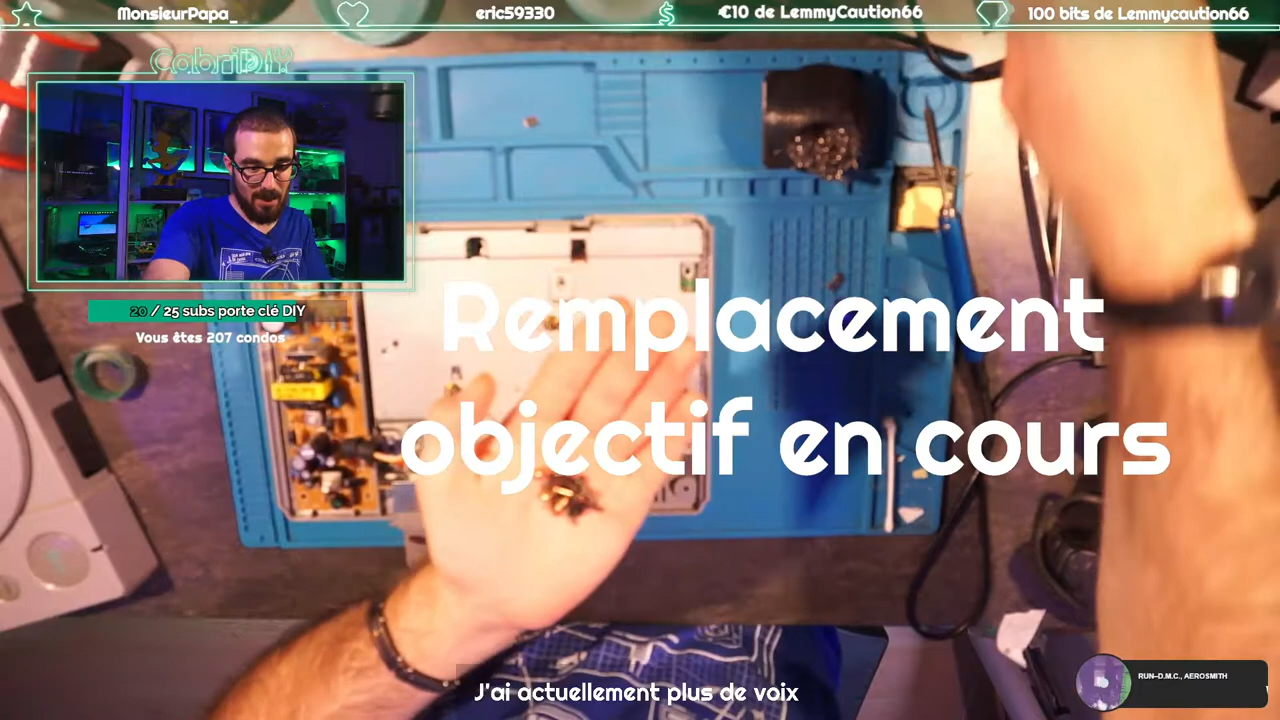 MonsieurPapa_
eric59330
€10 de LemmyCaution66
100 bits de Lemmycaution66
CabriDIY
20 / 25 subs porte clé DIY
Vous êtes 207 condos
Remplacement
objectif en cours
J'ai actuellement plus de voix
RUN-D.M.C., AEROSMITH